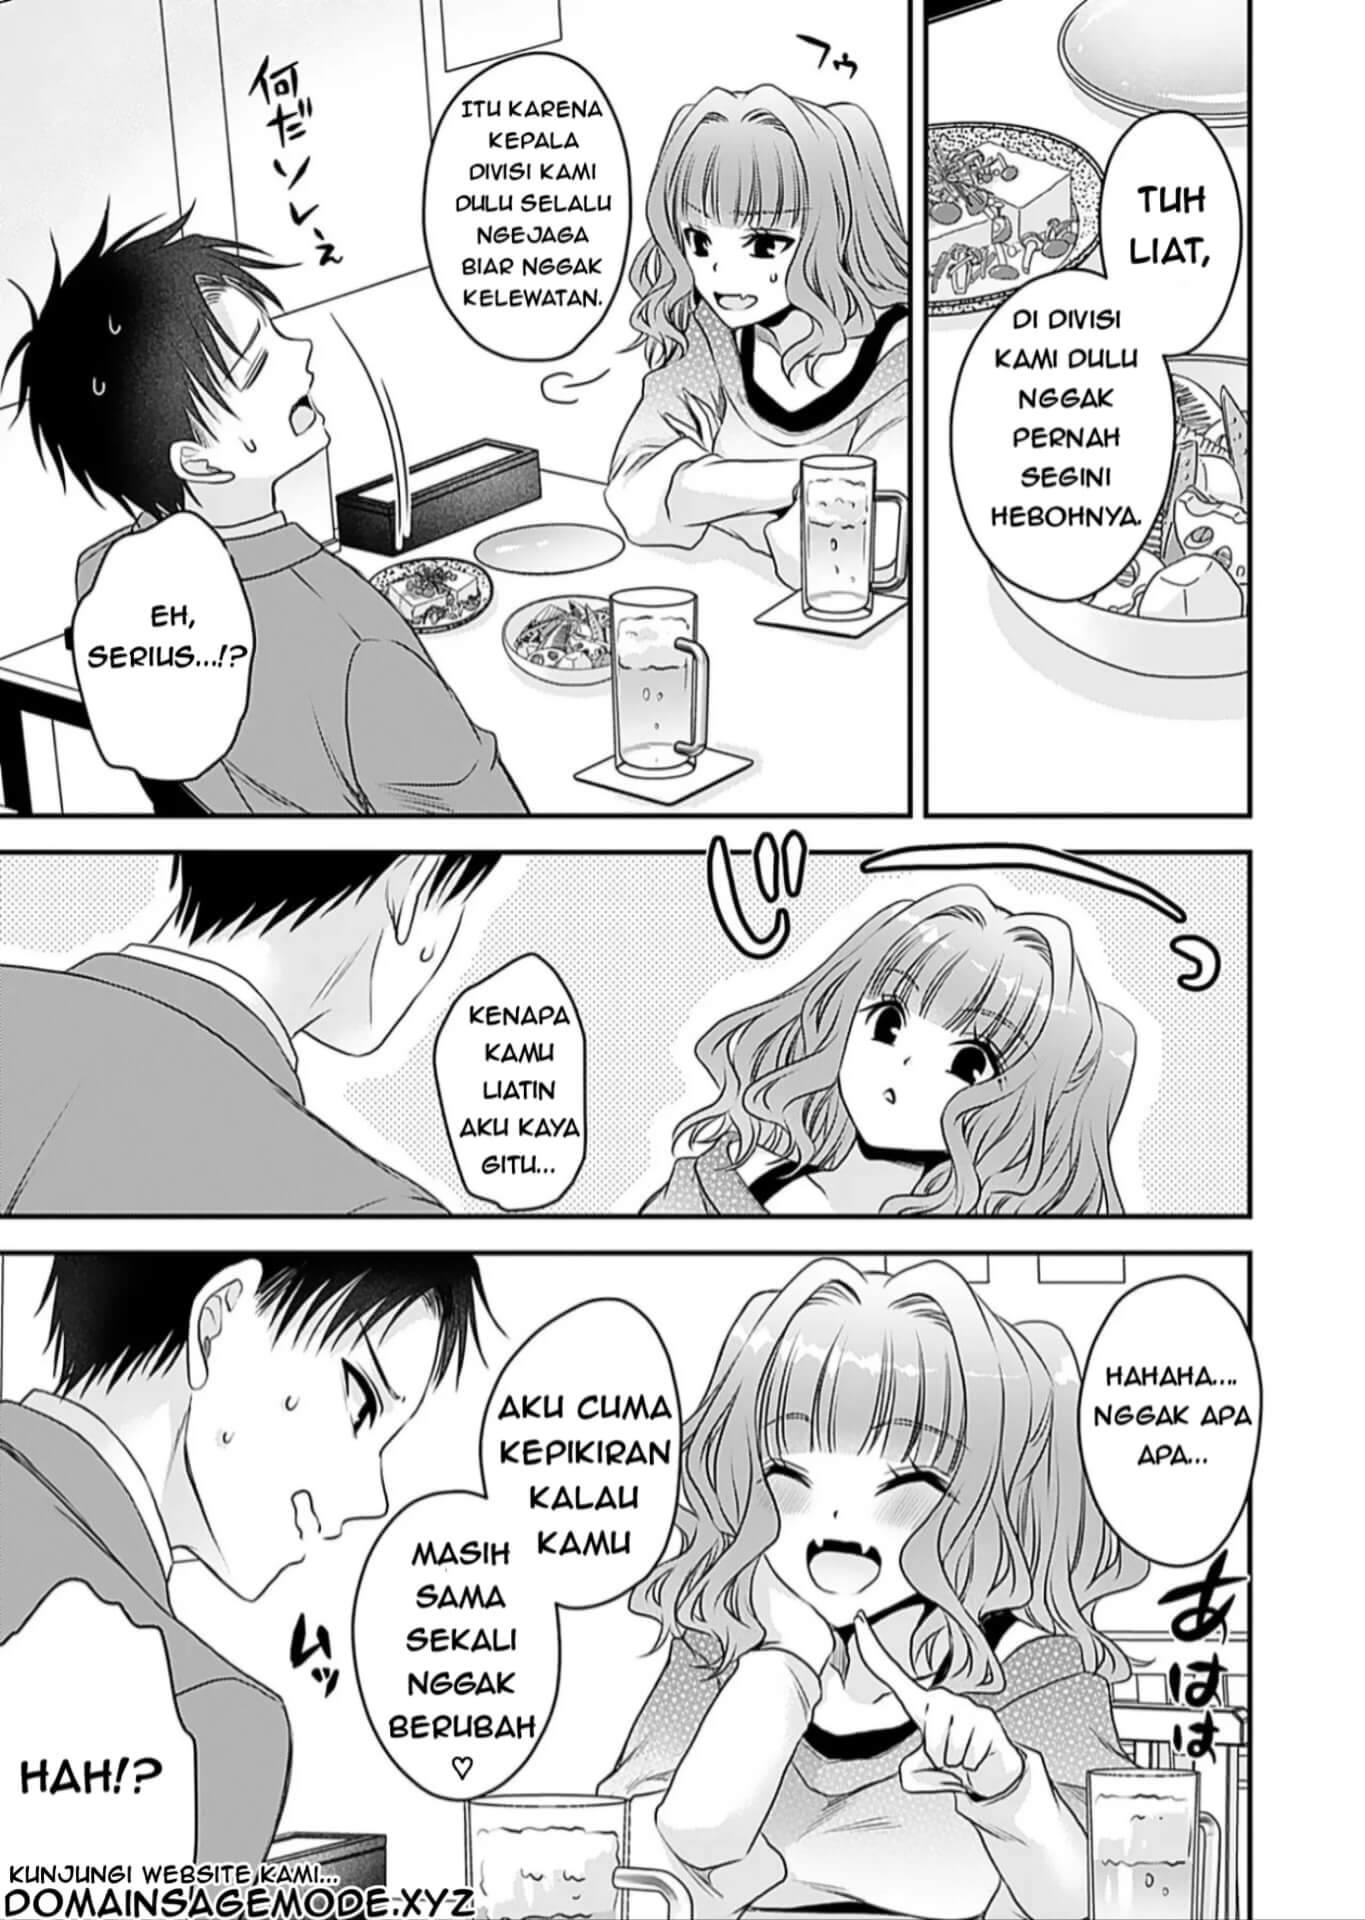 TUH
LIAT,
DI DIVISI
KAMI DULU
NGGAK
PERNAH
SEGINI
HEBOHNYA.
フゥ
ITU KARENA
KEPALA
DIVISI KAMI
DULU SELALU
NGEJAGA
BIAR NGGAK
KELEWATAN.
何だソレぇ
EH,
SERIUS...!?
じーっ
KENAPA
KAMU
LIATIN
AKU KAYA
GITU...
HAHAHA....
NGGAK APA
APA...
あはは
AKU CUMA
KEPIKIRAN
KALAU
KAMU
MASIH
SAMA
SEKALI
NGGAK
BERUBAH
♡
ムッ
HAH!?
KUNJUNGI WEBSITE KAMI...
DOMAINSAGEMODE.XYZ